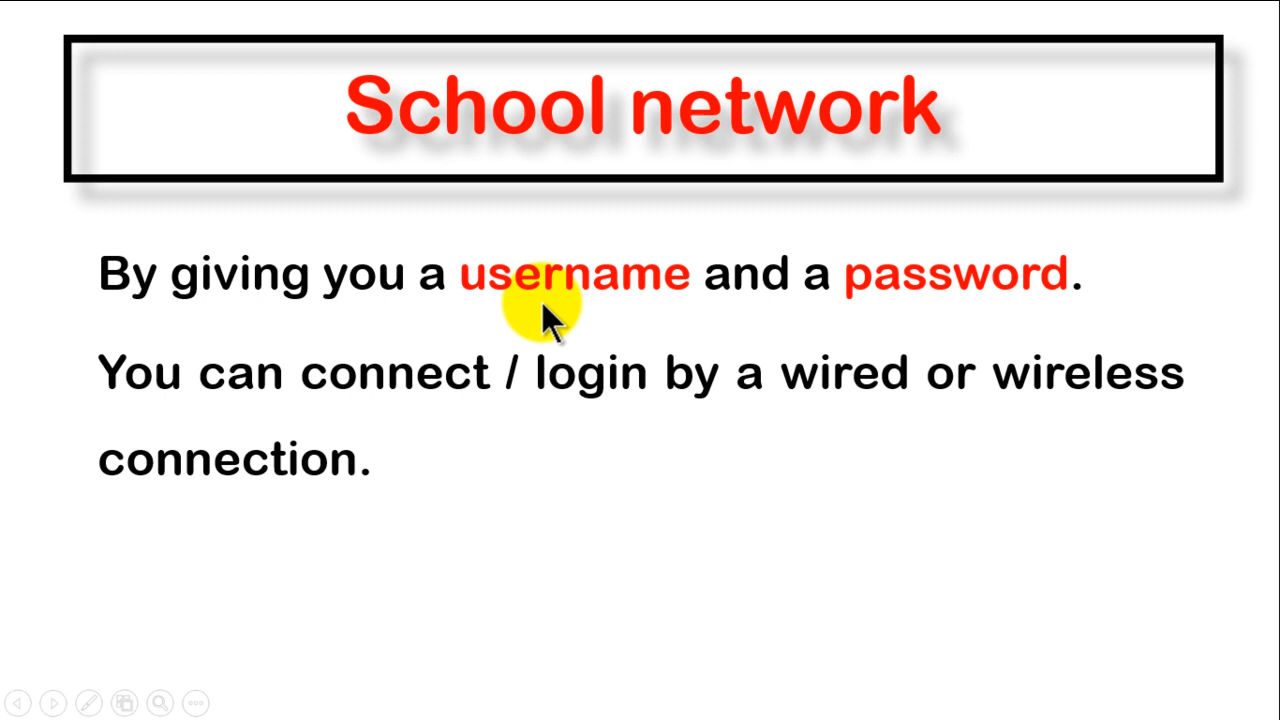 School network
By giving you a username and a password.
You can connect / login by a wired or wireless
connection.